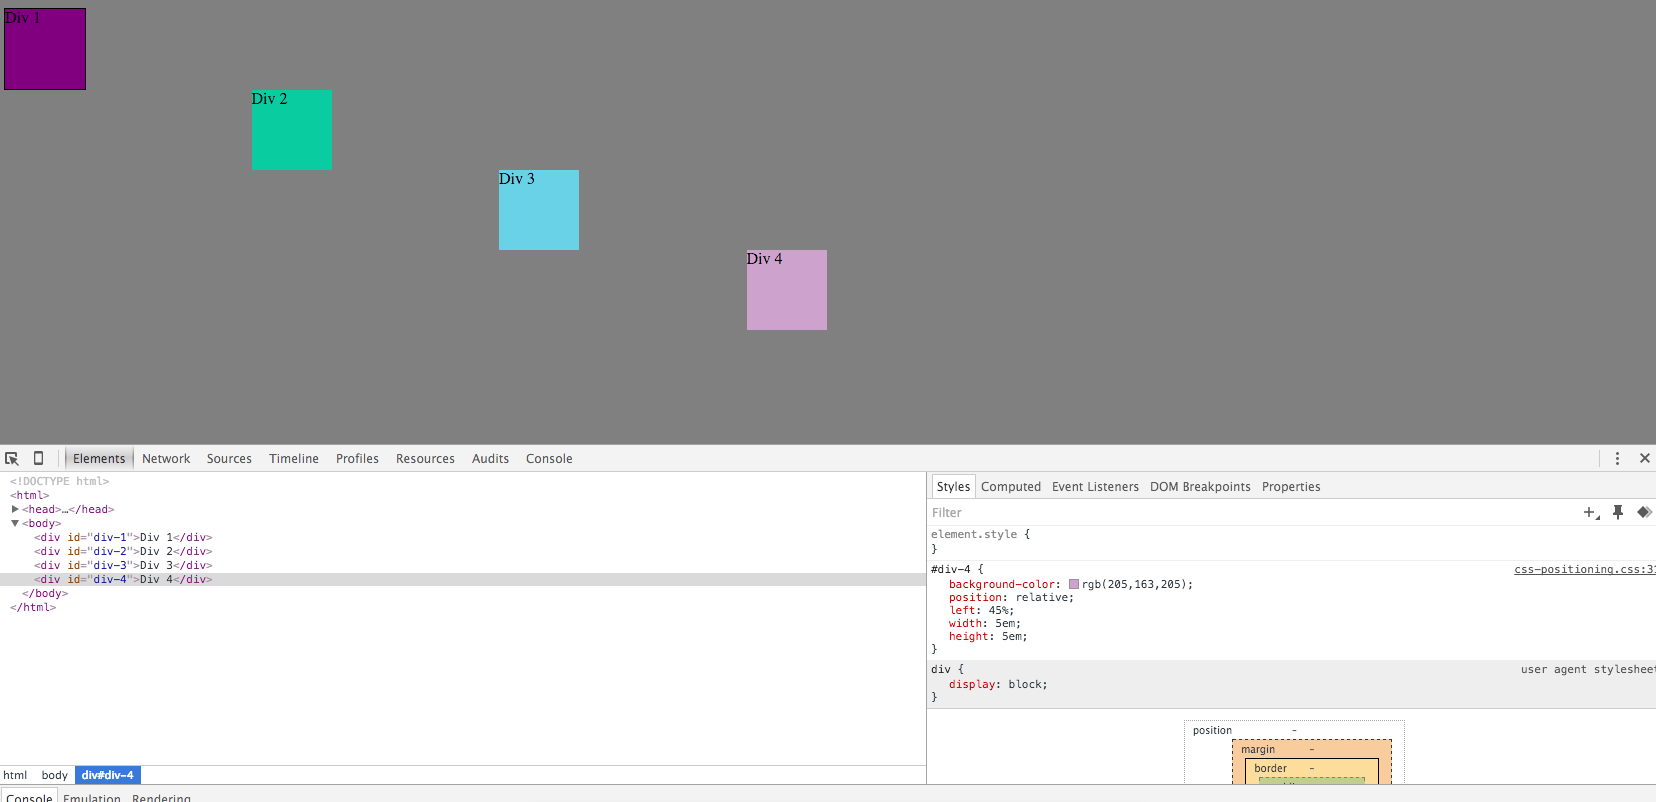 Div 1
Div 2
Div 3
Div 4
Elements Network Sources Timeline Profiles Resources Audits Console
<!DOCTYPE html>
<html>
<head>…</head>
<body>
<div id="div-1">Div 1</div>
<div id="div-2">Div 2</div>
<div id="div-3">Div 3</div>
<div id="div-4">Div 4</div>
</body>
</html>
html body div#div-4
Styles Computed Event Listeners DOM Breakpoints Properties
Filter
element.style {
}
#div-4 { css-positioning.css:31
background-color: rgb(205,163,205);
position: relative;
left: 45%;
width: 5em;
height: 5em;
}
div { user agent stylesheet
display: block;
}
position -
margin -
border -
Console Emulation Rendering